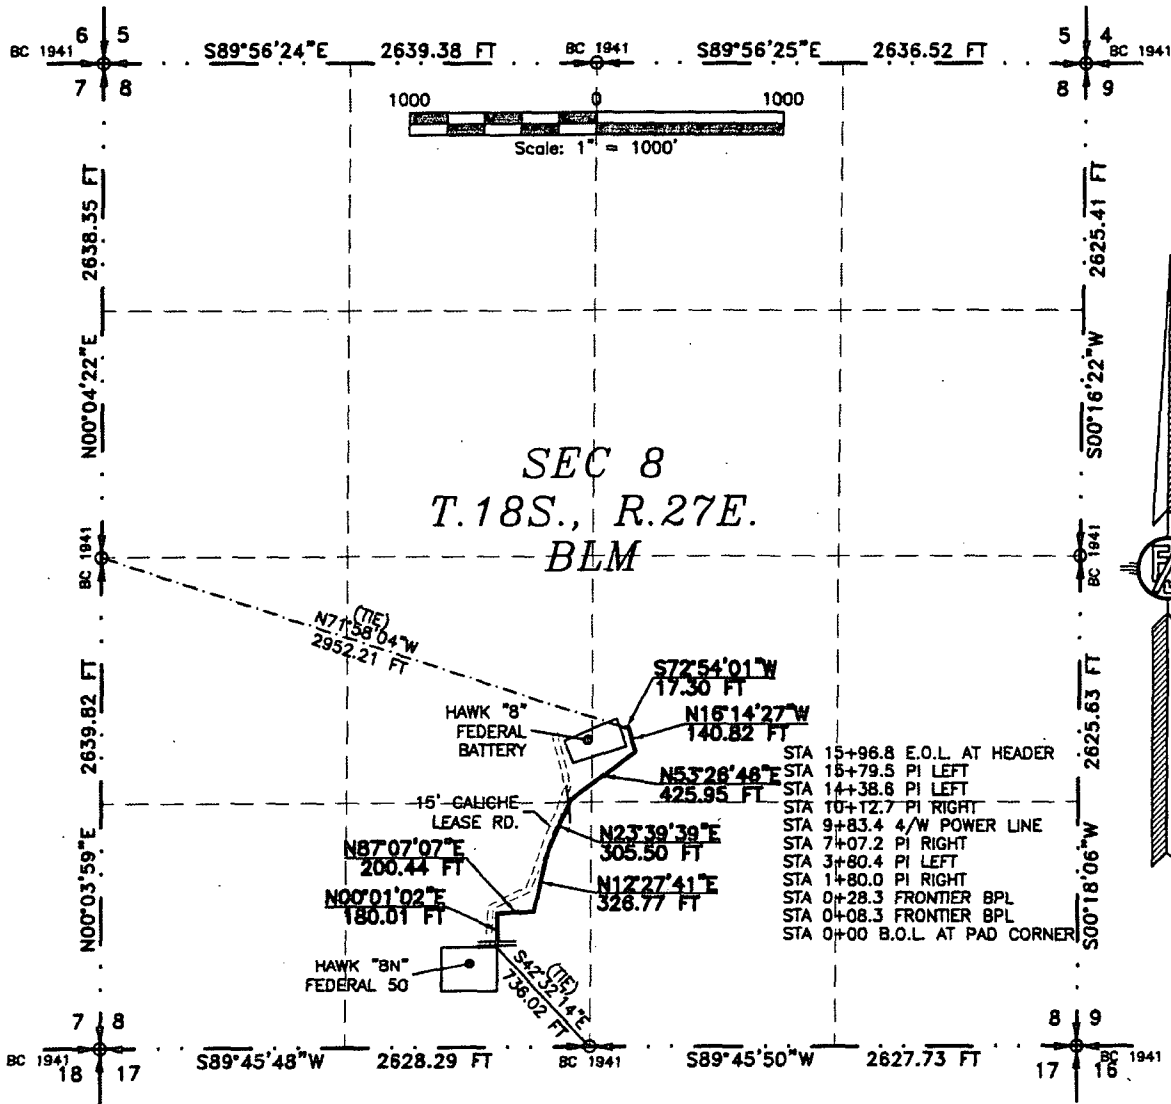 6 5
5 4
BC 1941
S89°56'24"E 2639.38 FT
BC 1941
S89°56'25"E 2636.52 FT
BC 1941
7 8
8 9
1000 0 1000
Scale: 1" = 1000'
2638.35 FT
N00°04'22"E
2625.41 FT
S00°16'22"W
SEC 8
T.18S., R.27E.
BLM
BC 1941
BC 1941
(TIE)
N71°58'04"W
2952.21 FT
2639.82 FT
N00°03'59"E
2625.63 FT
S00°18'06"W
S72°54'01"W
17.30 FT
HAWK "8"
FEDERAL
BATTERY
N16°14'27"W
140.82 FT
N53°28'48"E
425.95 FT
15' CALICHE
LEASE RD.
N23°39'39"E
305.50 FT
N87°07'07"E
200.44 FT
N12°27'41"E
326.77 FT
N00°01'02"E
180.01 FT
STA 15+96.8 E.O.L. AT HEADER
STA 15+79.5 PI LEFT
STA 14+38.6 PI LEFT
STA 10+12.7 PI RIGHT
STA 9+83.4 4/W POWER LINE
STA 7+07.2 PI RIGHT
STA 3+80.4 PI LEFT
STA 1+80.0 PI RIGHT
STA 0+28.3 FRONTIER BPL
STA 0+08.3 FRONTIER BPL
STA 0+00 B.O.L. AT PAD CORNER
HAWK "8N"
FEDERAL 50
(TIE)
S42°32'14"E
736.02 FT
7 8
8 9
BC 1941
S89°45'48"W 2628.29 FT
BC 1941
S89°45'50"W 2627.73 FT
BC 1941
18 17
17 16